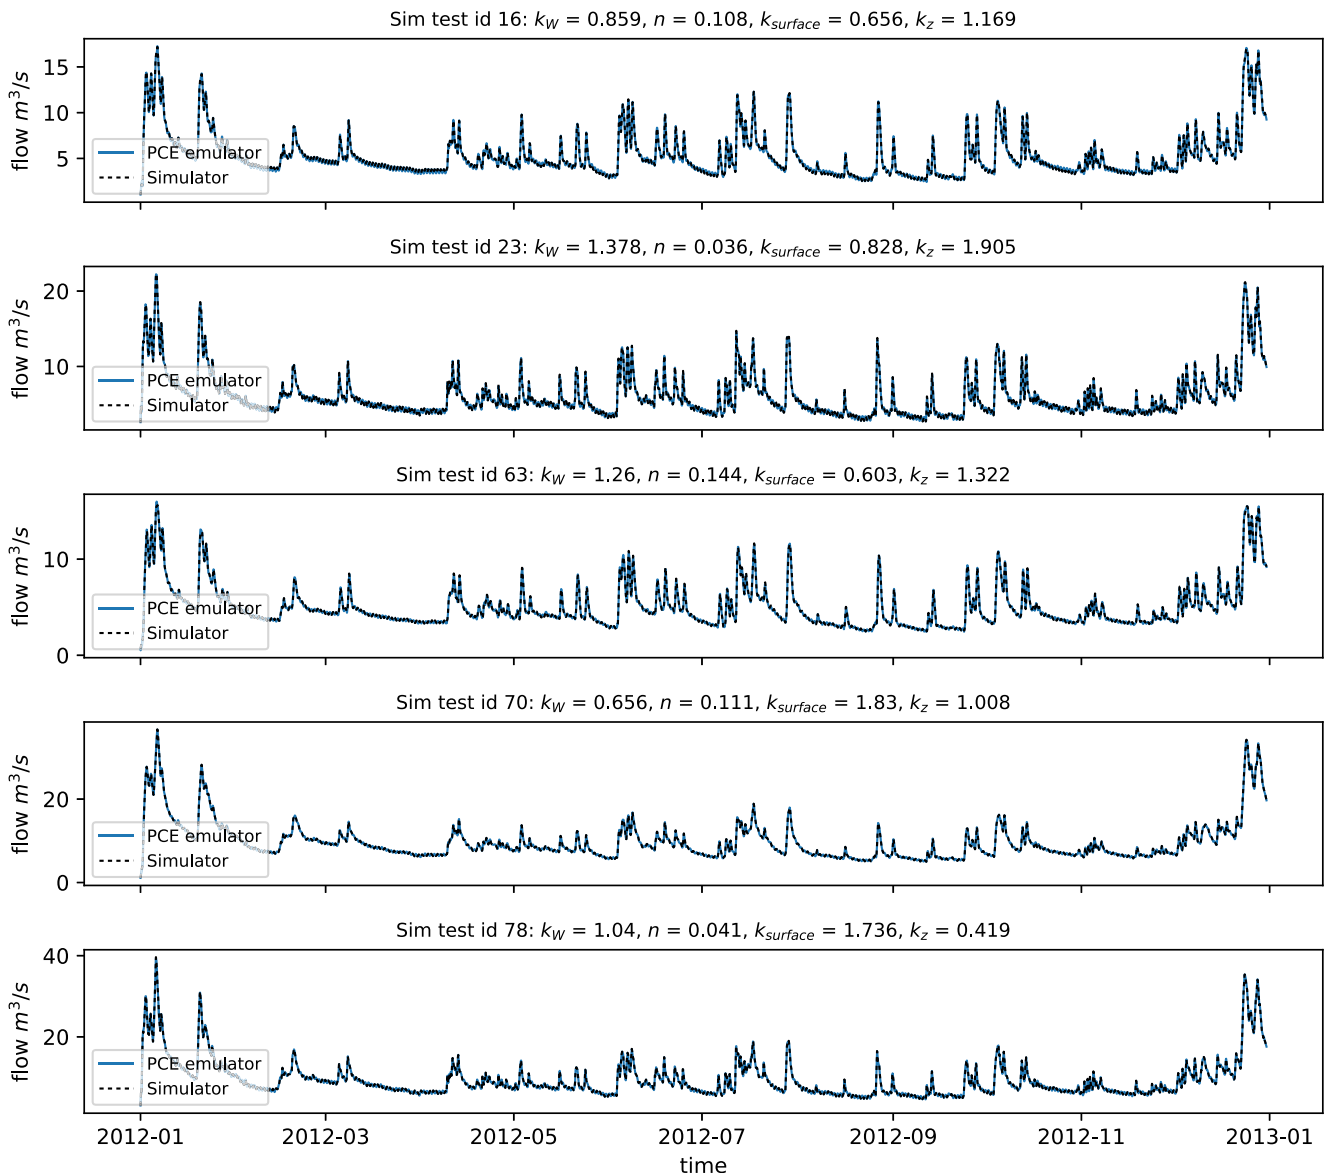 Sim test id 16: k_W = 0.859, n = 0.108, k_surface = 0.656, k_z = 1.169
flow m^3/s
15
10
5
PCE emulator
Simulator
Sim test id 23: k_W = 1.378, n = 0.036, k_surface = 0.828, k_z = 1.905
flow m^3/s
20
10
PCE emulator
Simulator
Sim test id 63: k_W = 1.26, n = 0.144, k_surface = 0.603, k_z = 1.322
flow m^3/s
10
0
PCE emulator
Simulator
Sim test id 70: k_W = 0.656, n = 0.111, k_surface = 1.83, k_z = 1.008
flow m^3/s
20
0
PCE emulator
Simulator
Sim test id 78: k_W = 1.04, n = 0.041, k_surface = 1.736, k_z = 0.419
flow m^3/s
40
20
PCE emulator
Simulator
2012-01 2012-03 2012-05 2012-07 2012-09 2012-11 2013-01
time